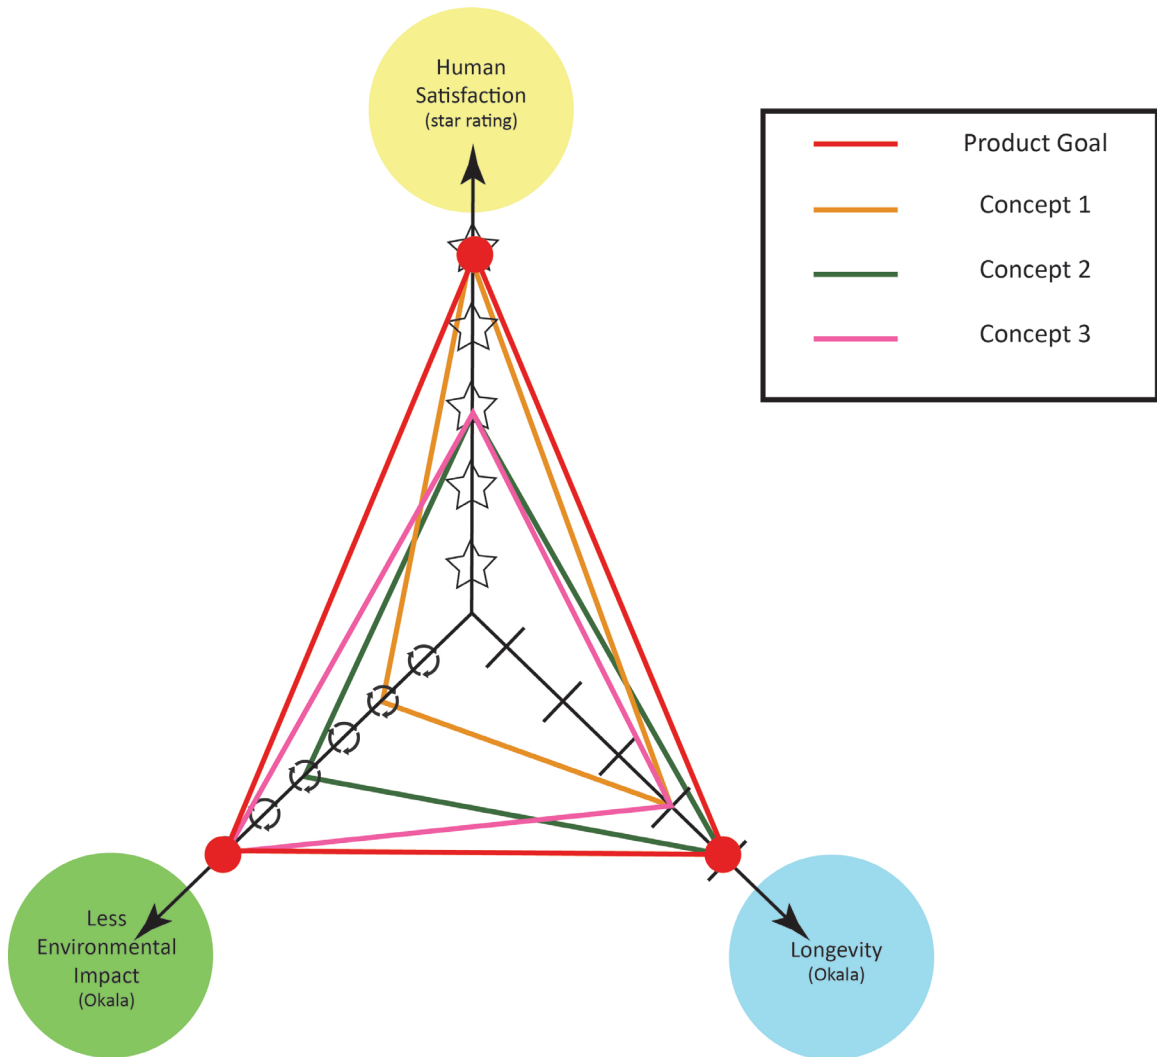 Human
Satisfaction
(star rating)
Product Goal
Concept 1
Concept 2
Concept 3
Less
Environmental
Impact
(Okala)
Longevity
(Okala)